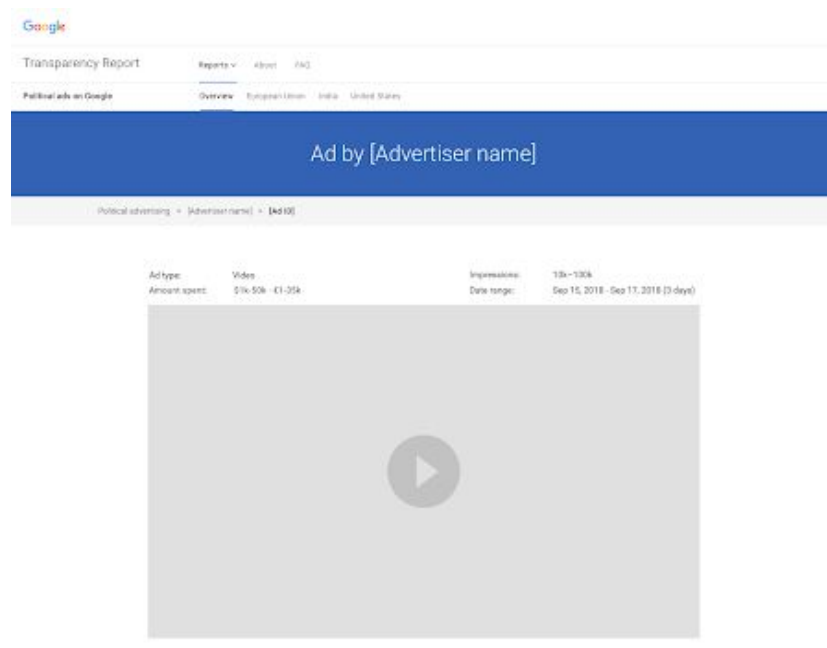 Google
Transparency Report Reports About FAQ
Political ads on Google Overview European Union India United States
Ad by [Advertiser name]
Political advertising > [Advertiser name] > [Ad ID]
Ad type: Video Impressions: 10k–100k
Amount spent: $1k-50k - €1-35k Date range: Sep 15, 2018 - Sep 17, 2018 (3 days)